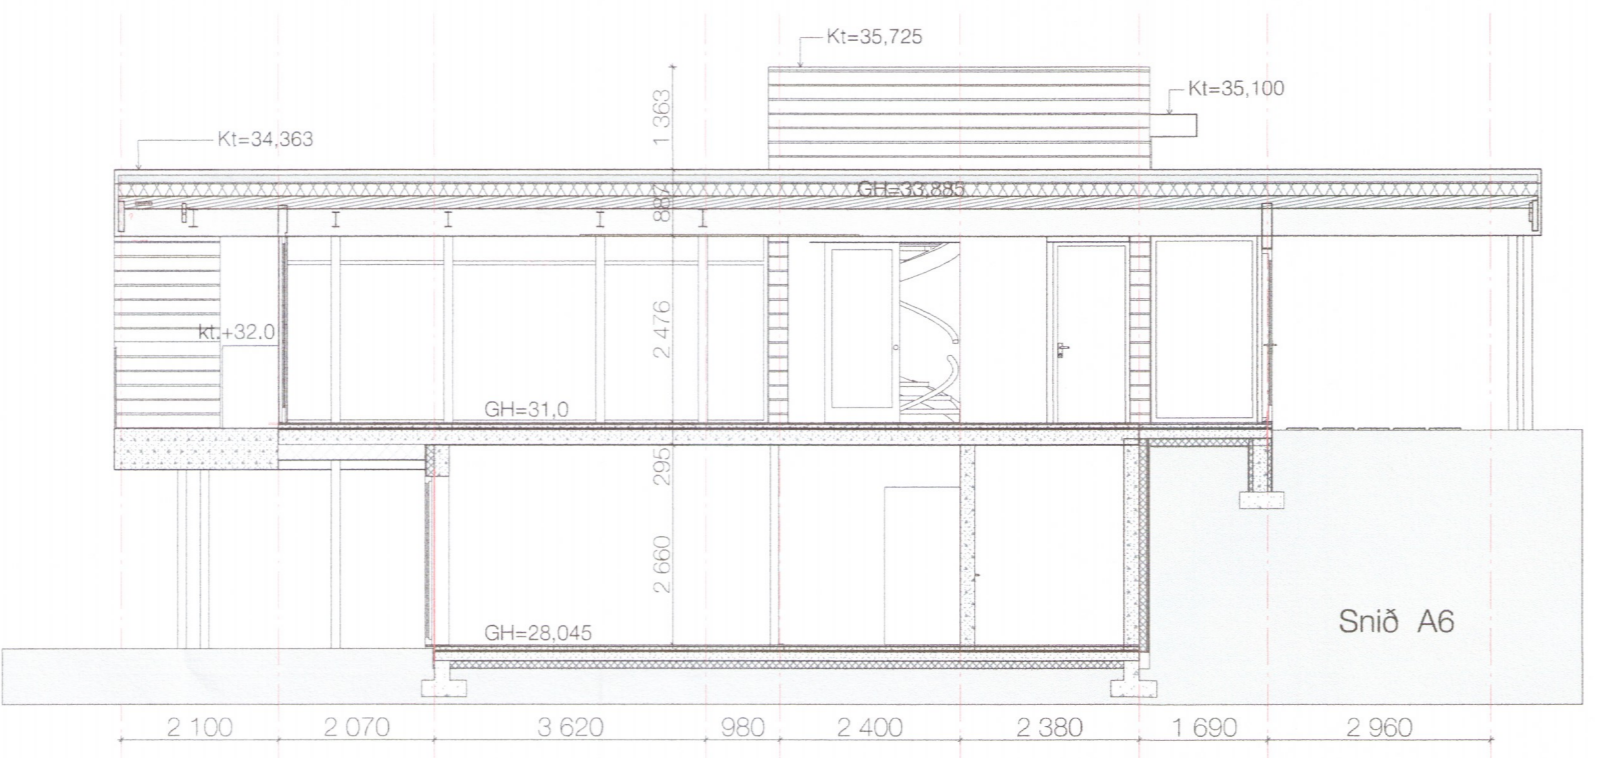 Kt=35,725
Kt=35,100
Kt=34,363
1 363
GH=33,885
887
kt.+32.0
2 476
GH=31,0
295
2 660
GH=28,045
Snið A6
2 100 2 070 3 620 980 2 400 2 380 1 690 2 960